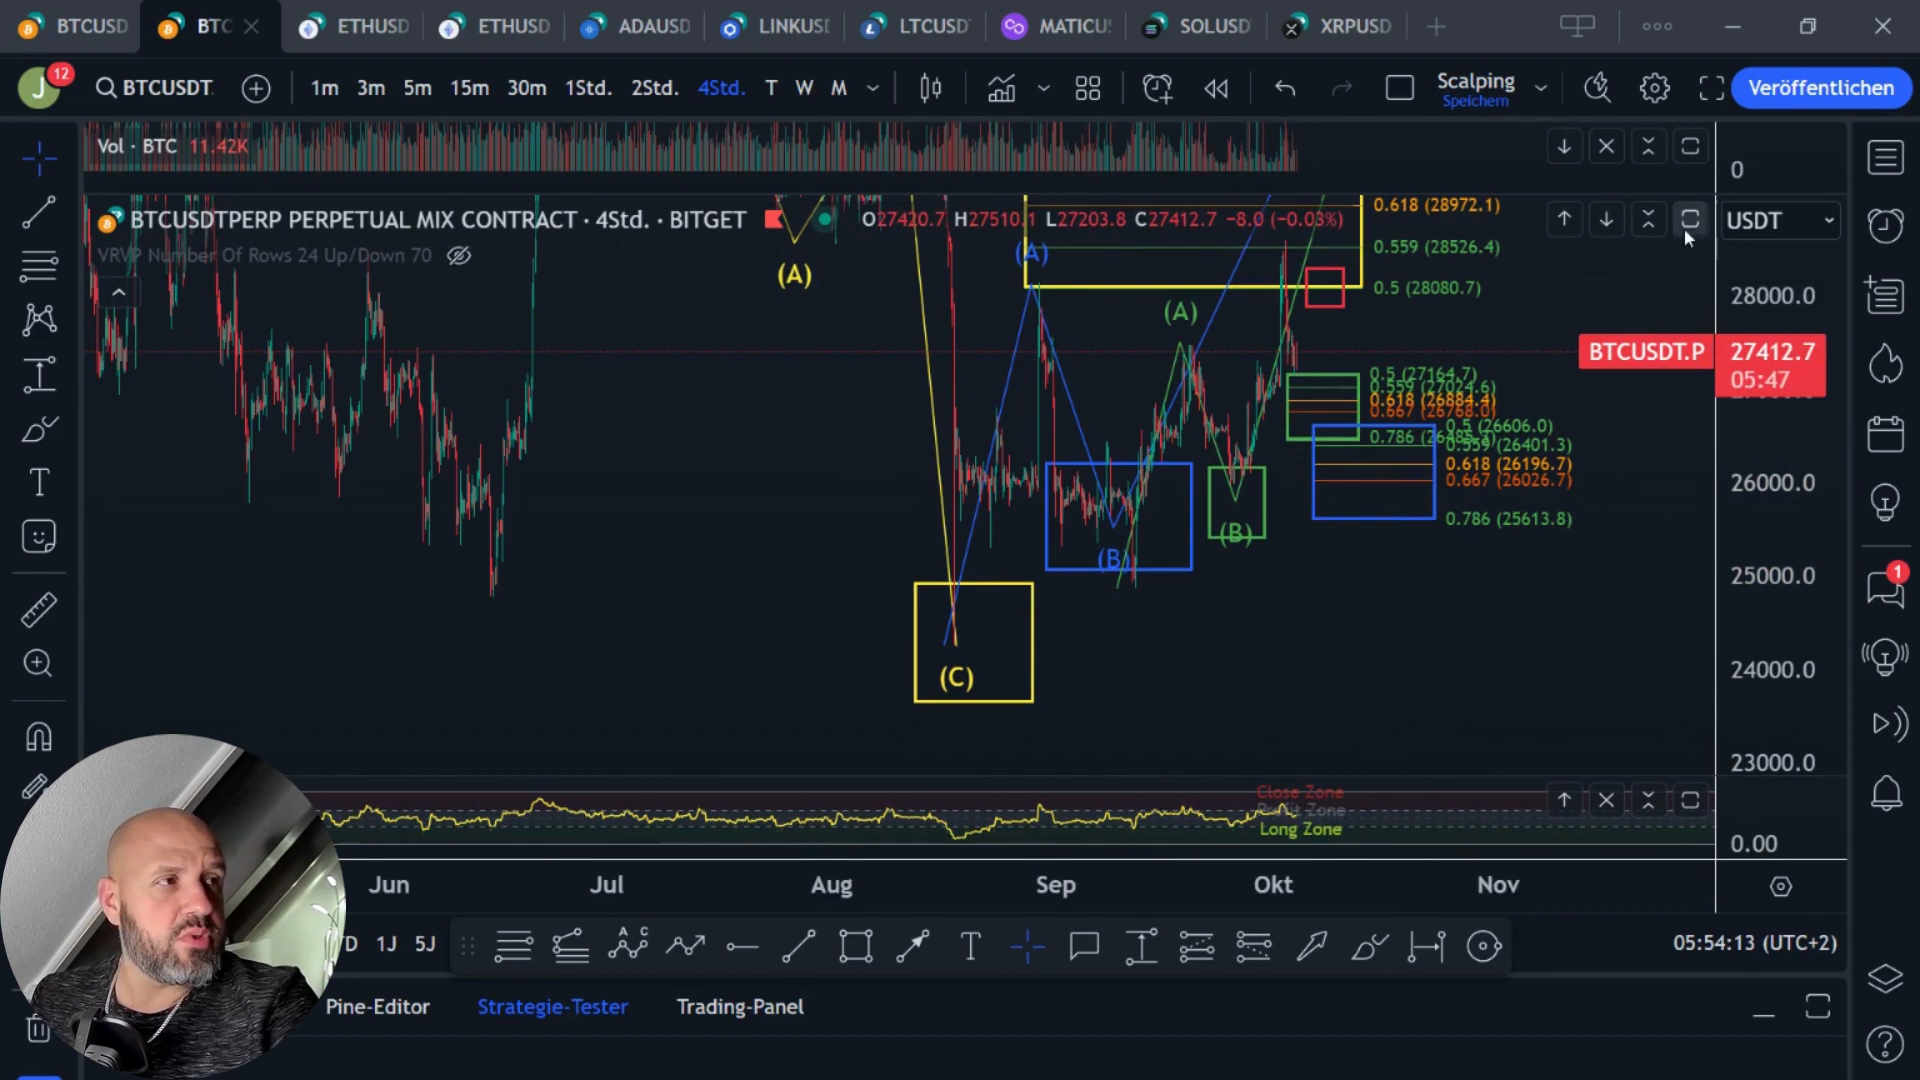 BTCUSD
BTC
ETHUSD
ETHUSD
ADAUSD
LINKUSD
LTCUSD
MATICU
SOLUSD
XRPUSD
J
12
BTCUSDT
1m 3m 5m 15m 30m 1Std. 2Std. 4Std. T W M
Scalping
Speichern
Veröffentlichen
Vol · BTC 11.42K
0
BTCUSDTPERP PERPETUAL MIX CONTRACT · 4Std. · BITGET
O27420.7 H27510.1 L27203.8 C27412.7 −8.0 (−0.03%)
USDT
VRVP Number Of Rows 24 Up/Down 70
0.618 (28972.1)
0.559 (28526.4)
0.5 (28080.7)
(A)
(A)
(A)
28000.0
BTCUSDT.P
27412.7
05:47
0.5 (27164.7)
0.559 (27024.6)
0.618 (26884.4)
0.667 (26768.0)
0.5 (26606.0)
0.559 (26401.3)
0.618 (26196.7)
0.667 (26026.7)
0.786 (25613.8)
26000.0
(B)
(B)
25000.0
(C)
24000.0
23000.0
1
Close Zone
Profit Zone
Long Zone
0.00
Jun Jul Aug Sep Okt Nov
1J 5J
A C
T
05:54:13 (UTC+2)
Pine-Editor Strategie-Tester Trading-Panel